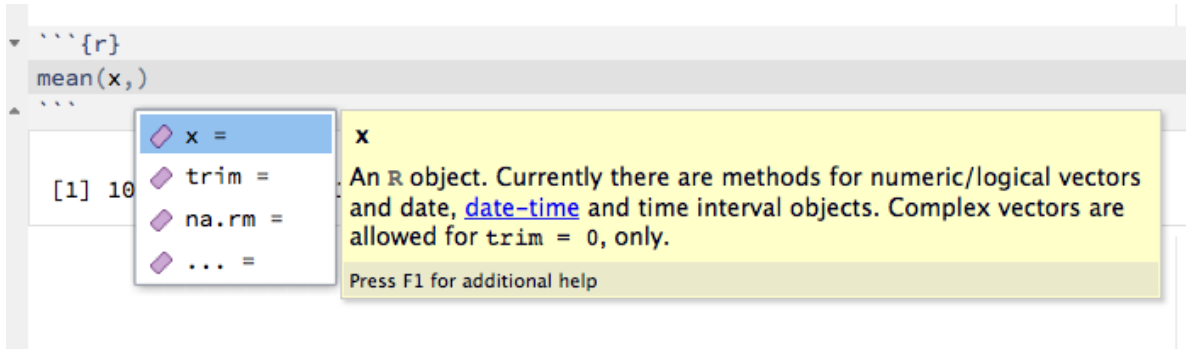 ```{r}
mean(x,)
```
x =
trim =
na.rm =
... =
[1] 10
x
An R object. Currently there are methods for numeric/logical vectors
and date, date-time and time interval objects. Complex vectors are
allowed for trim = 0, only.
Press F1 for additional help